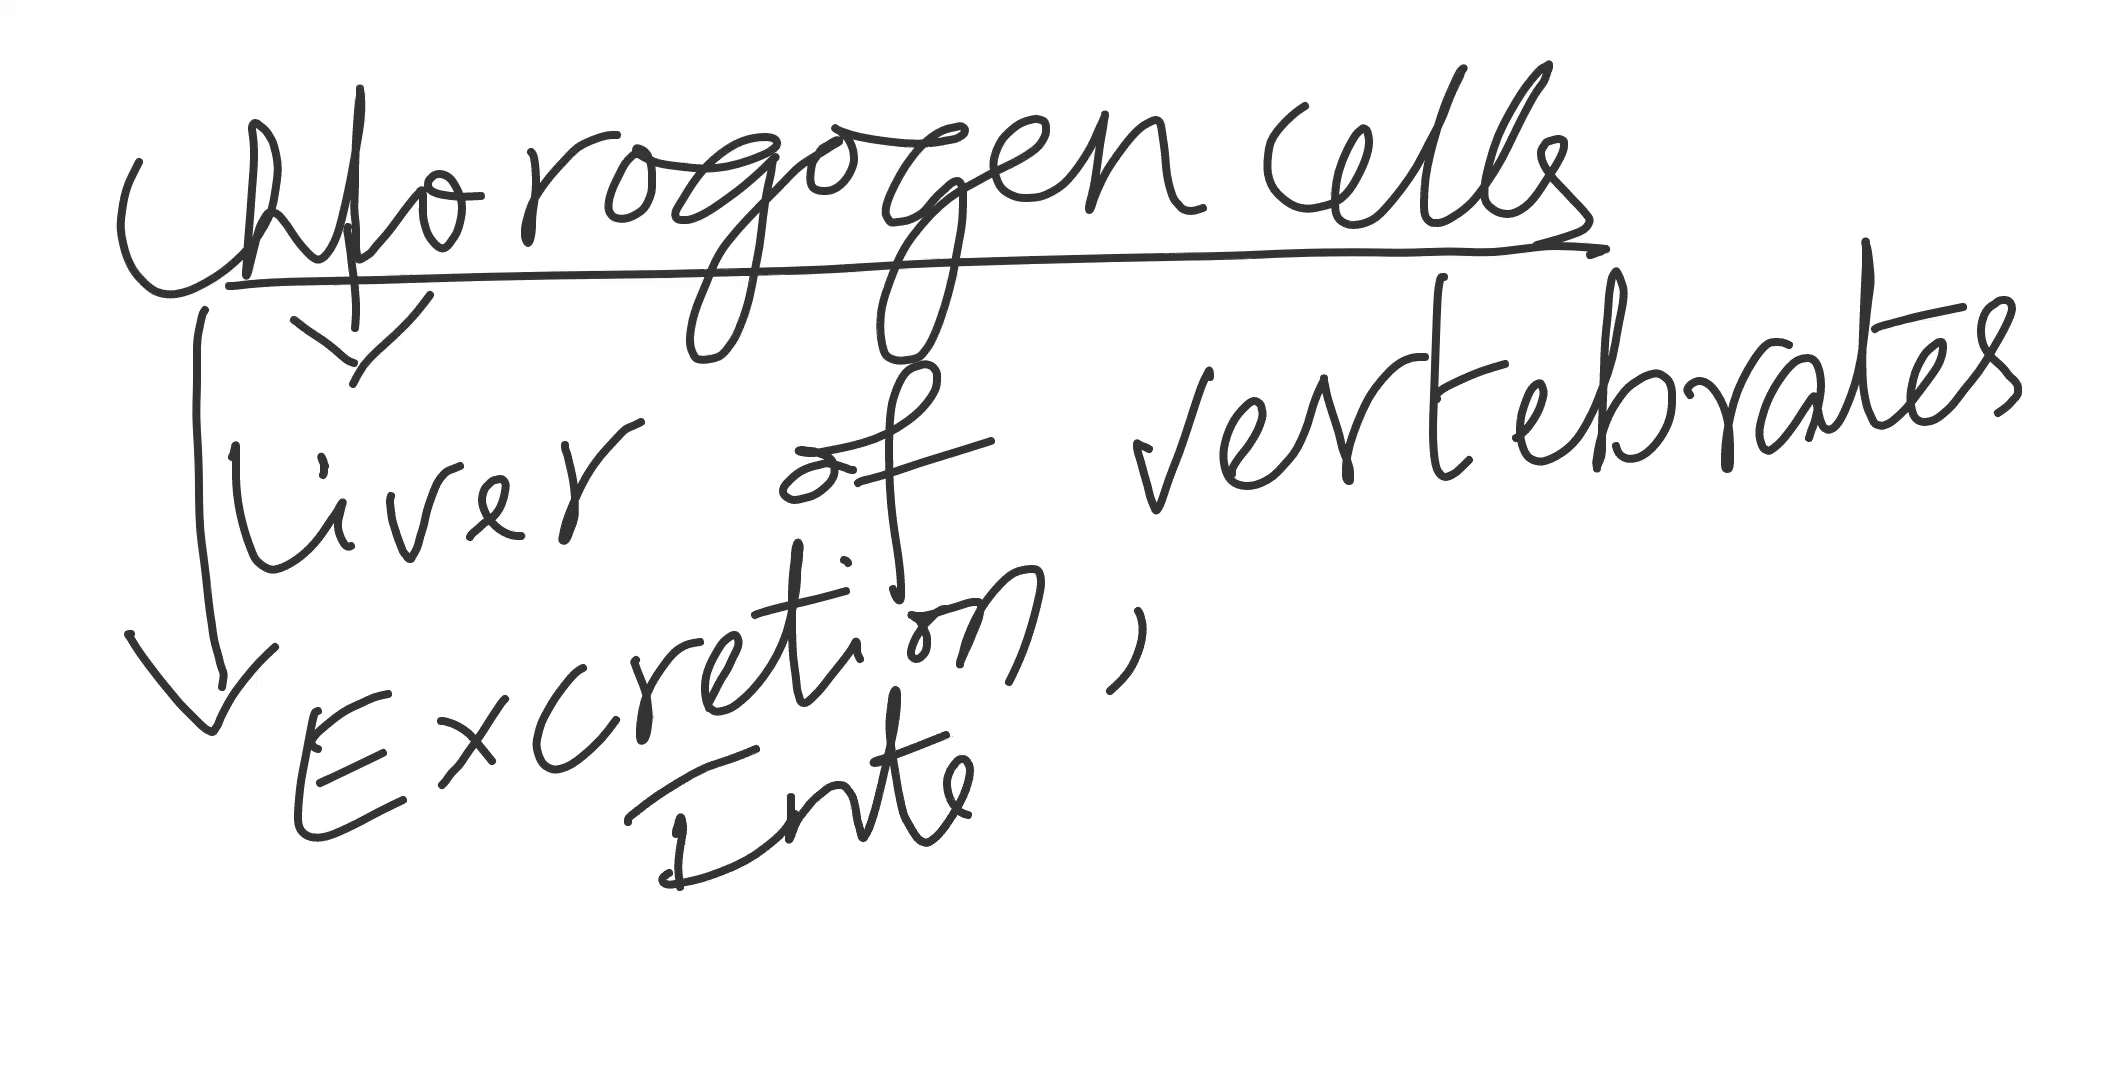 Chlorogogen cells
Liver of vertebrates
Excretion,
Inte